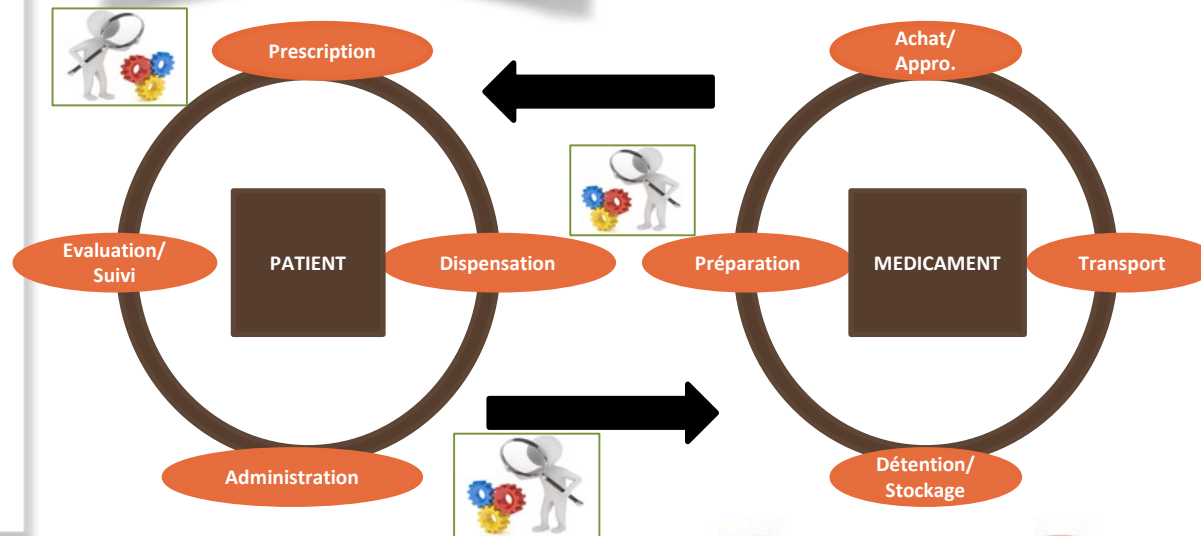 Prescription
Achat/
Appro.
Evaluation/
Suivi
PATIENT
Dispensation
Préparation
MEDICAMENT
Transport
Administration
Détention/
Stockage